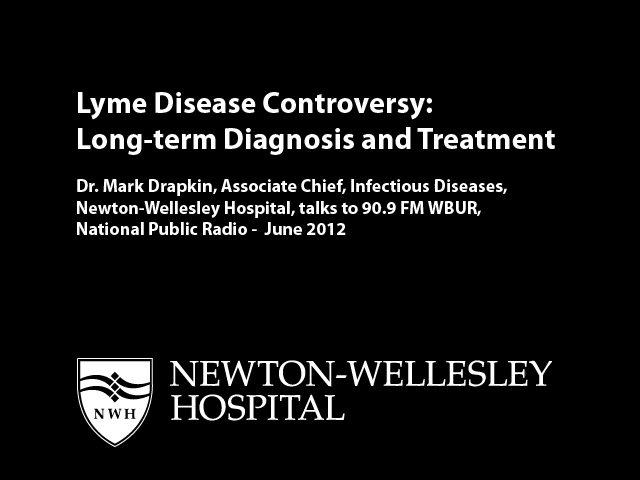 Lyme Disease Controversy:
Long-term Diagnosis and Treatment
Dr. Mark Drapkin, Associate Chief, Infectious Diseases,
Newton-Wellesley Hospital, talks to 90.9 FM WBUR,
National Public Radio - June 2012
NWH
NEWTON-WELLESLEY
HOSPITAL